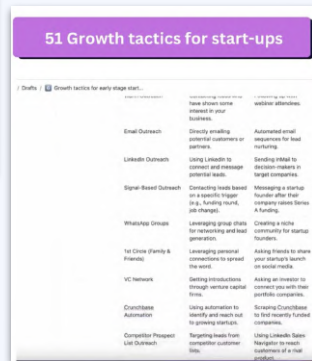 51 Growth tactics for start-ups
/ Drafts / Growth tactics for early stage start...
have shown some
interest in your
business.
webinar attendees.
Email Outreach
Directly emailing
potential customers or
partners.
Automated email
sequences for lead
nurturing.
LinkedIn Outreach
Using LinkedIn to
connect and message
potential leads.
Sending InMail to
decision-makers in
target companies.
Signal-Based Outreach
Contacting leads based
on a specific trigger
(e.g., funding round,
job change).
Messaging a startup
founder after their
company raises Series
A funding.
WhatsApp Groups
Leveraging group chats
for networking and lead
generation.
Creating a niche
community for startup
founders.
1st Circle (Family &
Friends)
Leveraging personal
connections to spread
the word.
Asking friends to share
your startup's launch
on social media.
VC Network
Getting introductions
through venture capital
firms.
Asking an investor to
connect you with their
portfolio companies.
Crunchbase
Automation
Using automation to
identify and reach out
to growing startups.
Scraping Crunchbase
to find recently funded
companies.
Competitor Prospect
List Outreach
Targeting leads from
competitor customer
lists.
Using LinkedIn Sales
Navigator to reach
customers of a rival
product.